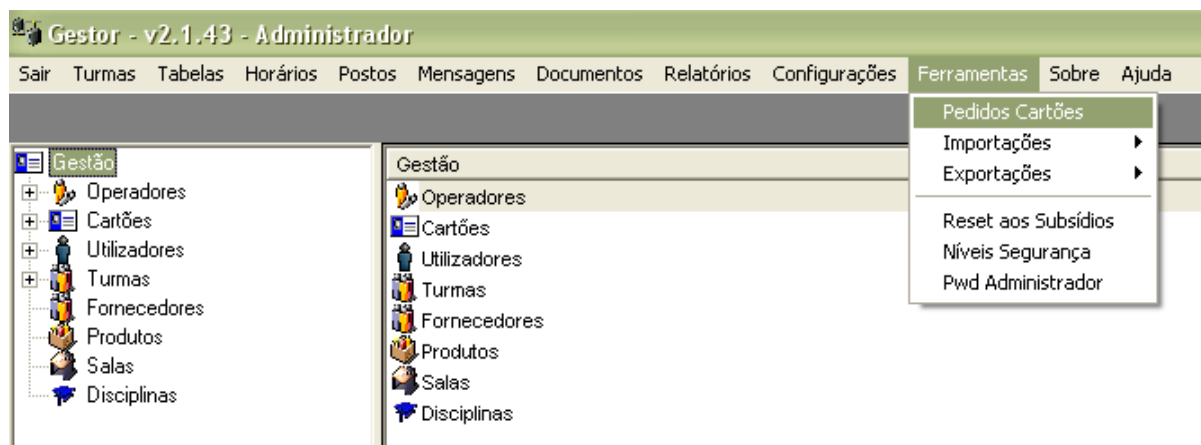 Gestor - v2.1.43 - Administrador
Sair Turmas Tabelas Horários Postos Mensagens Documentos Relatórios Configurações Ferramentas Sobre Ajuda
Pedidos Cartões
Importações
Exportações
Reset aos Subsídios
Níveis Segurança
Pwd Administrador
Gestão
Operadores
Cartões
Utilizadores
Turmas
Fornecedores
Produtos
Salas
Disciplinas
Gestão
Operadores
Cartões
Utilizadores
Turmas
Fornecedores
Produtos
Salas
Disciplinas